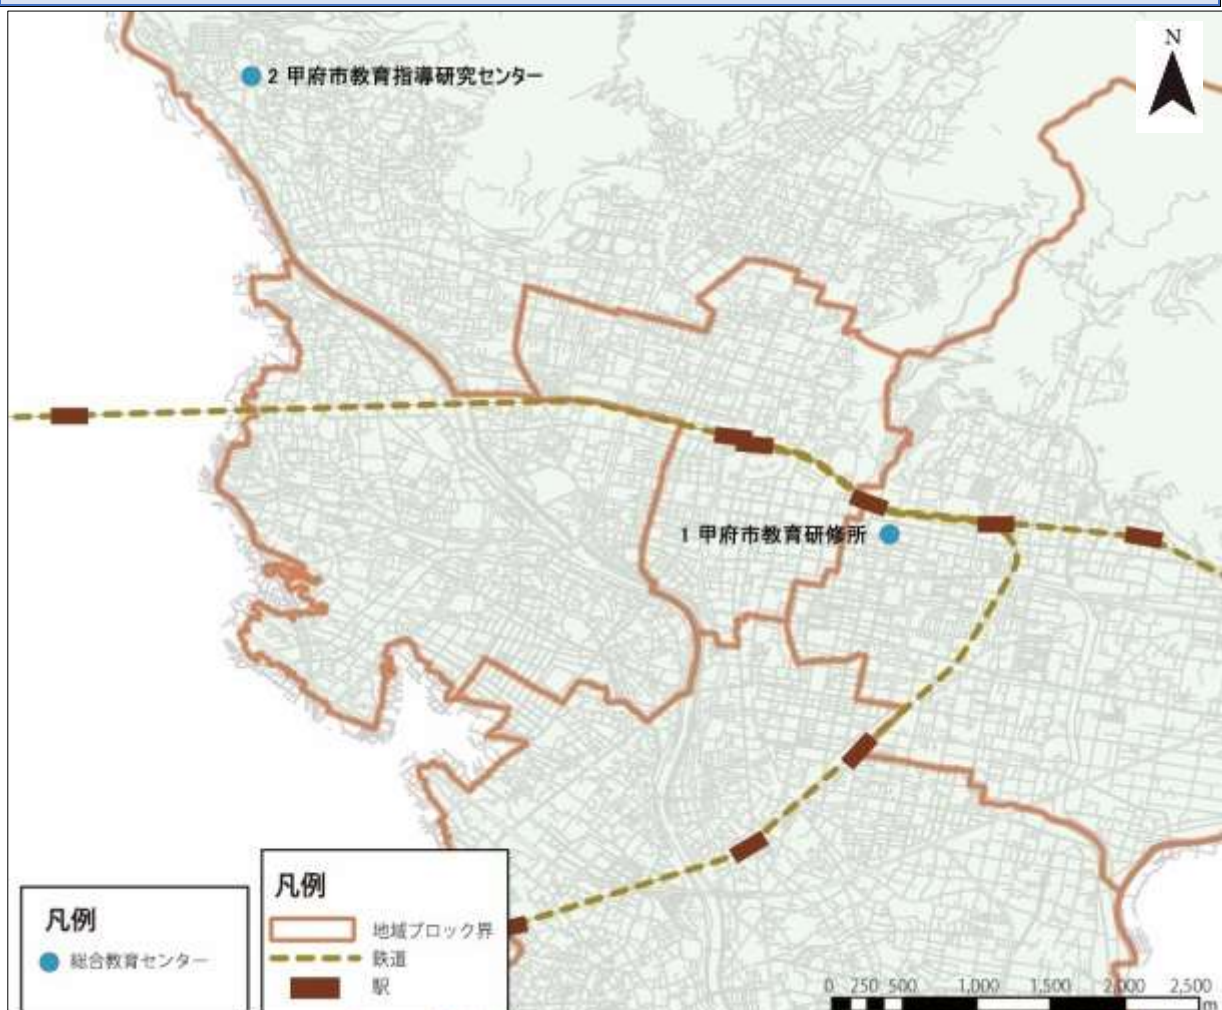 N
2 甲府市教育指導研究センター
1 甲府市教育研修所
凡例
総合教育センター
凡例
地域ブロック界
鉄道
駅
0 250 500 1,000 1,500 2,000 2,500
m